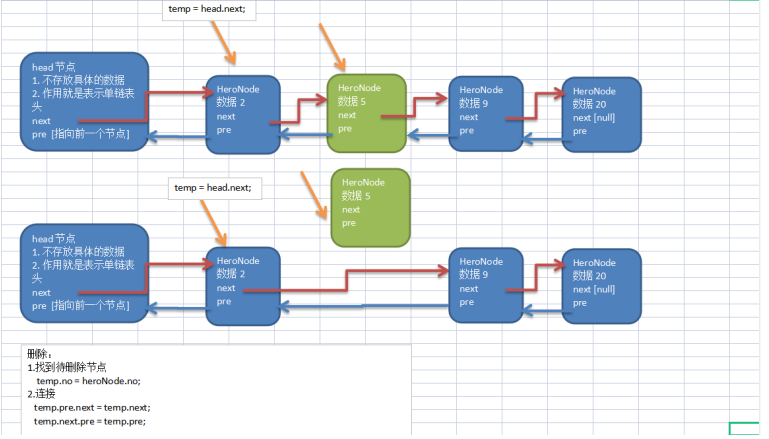 temp = head.next;
head 节点
1. 不存放具体的数据
2. 作用就是表示单链表
头
next
pre [指向前一个节点]
HeroNode
数据 2
next
pre
HeroNode
数据 5
next
pre
HeroNode
数据 9
next
pre
HeroNode
数据 20
next [null]
pre
HeroNode
数据 5
next
pre
temp = head.next;
head 节点
1. 不存放具体的数据
2. 作用就是表示单链表
头
next
pre [指向前一个节点]
HeroNode
数据 2
next
pre
HeroNode
数据 9
next
pre
HeroNode
数据 20
next [null]
pre
删除：
1.找到待删除节点
temp.no = heroNode.no;
2.连接
temp.pre.next = temp.next;
temp.next.pre = temp.pre;